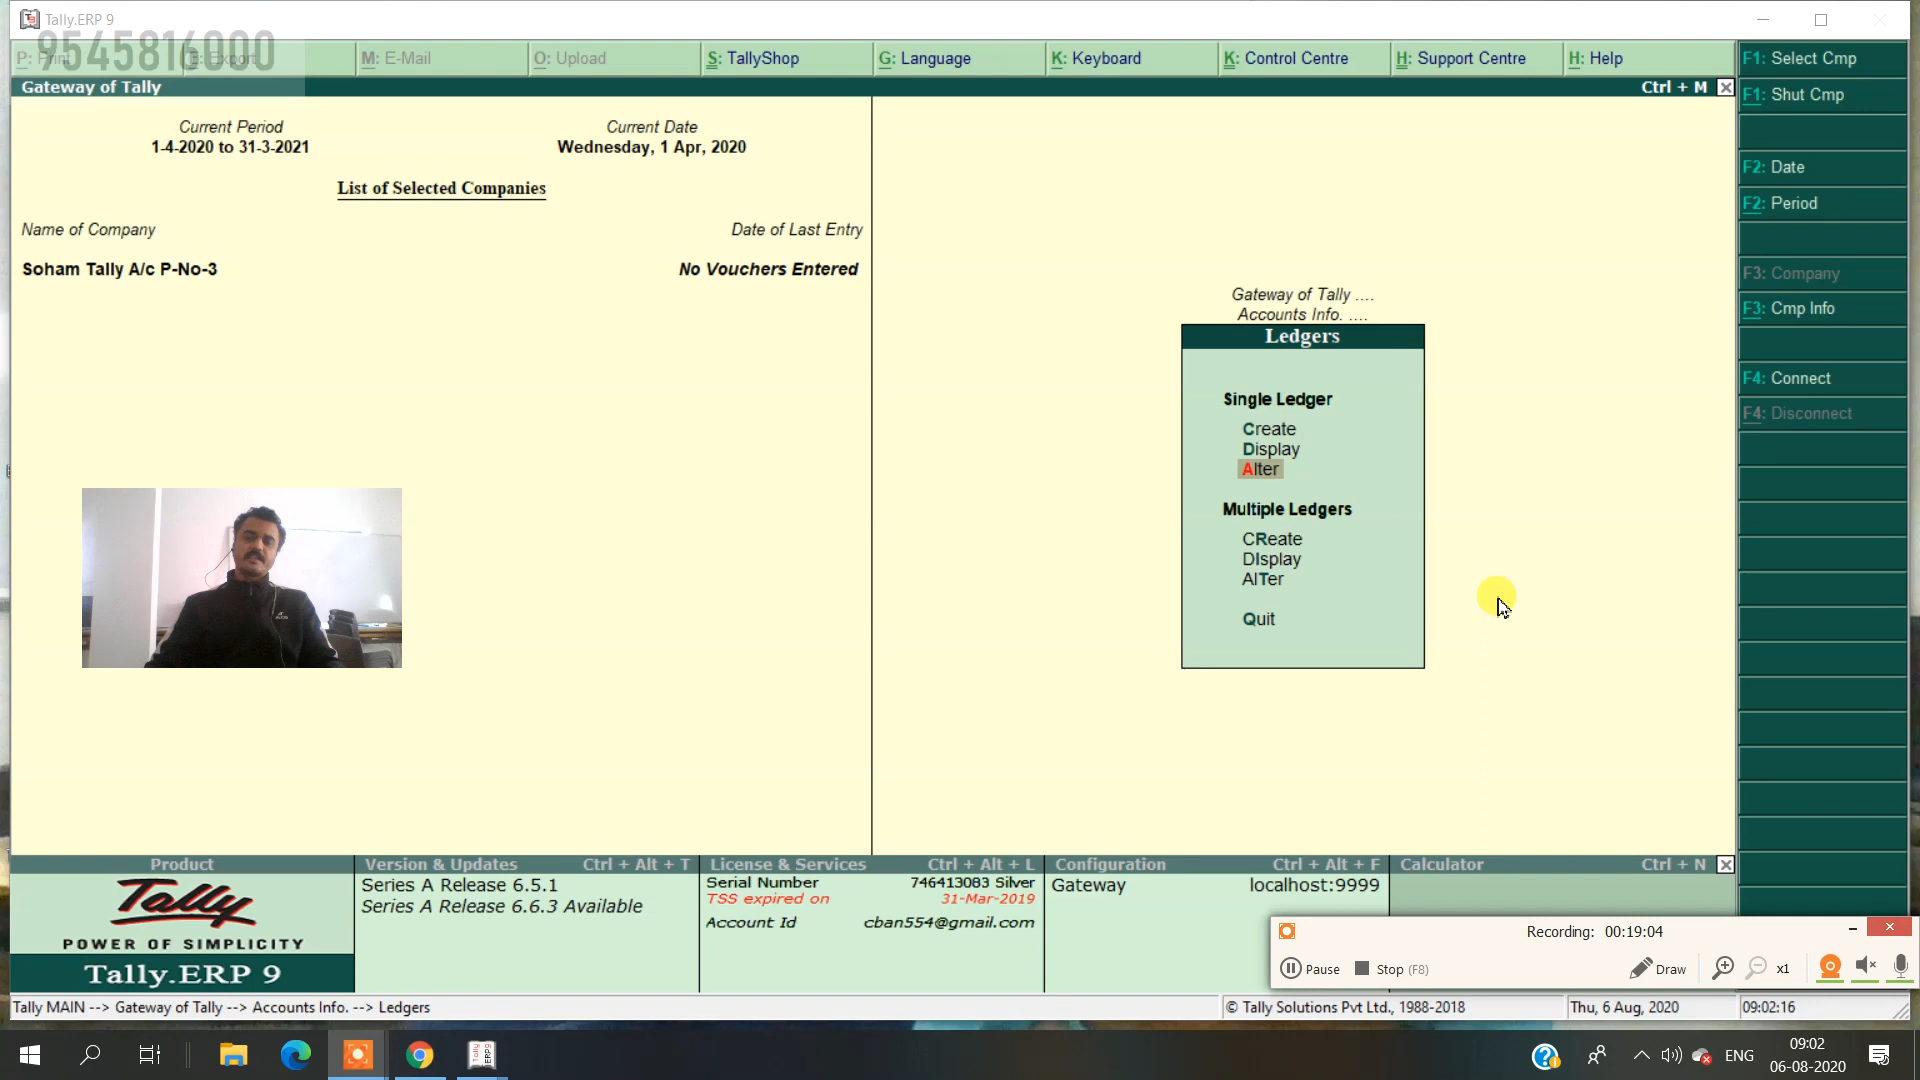 Tally.ERP 9
9545816000
P: Print
E: Export
M: E-Mail
O: Upload
S: TallyShop
G: Language
K: Keyboard
K: Control Centre
H: Support Centre
H: Help
Gateway of Tally
Ctrl + M
Current Period
Current Date
1-4-2020 to 31-3-2021
Wednesday, 1 Apr, 2020
List of Selected Companies
Name of Company
Date of Last Entry
Soham Tally A/c P-No-3
No Vouchers Entered
Gateway of Tally ....
Accounts Info. ....
Ledgers
Single Ledger
Create
Display
Alter
Multiple Ledgers
CReate
DIsplay
AlTer
Quit
F1: Select Cmp
F1: Shut Cmp
F2: Date
F2: Period
F3: Company
F3: Cmp Info
F4: Connect
F4: Disconnect
Product
Tally
POWER OF SIMPLICITY
Tally.ERP 9
Version & Updates
Ctrl + Alt + T
Series A Release 6.5.1
Series A Release 6.6.3 Available
License & Services
Ctrl + Alt + L
Serial Number
746413083 Silver
TSS expired on
31-Mar-2019
Account Id
cban554@gmail.com
Configuration
Ctrl + Alt + F
Gateway
localhost:9999
Calculator
Ctrl + N
Recording: 00:19:04
Pause
Stop (F8)
Draw
x1
Tally MAIN --> Gateway of Tally --> Accounts Info. --> Ledgers
© Tally Solutions Pvt Ltd., 1988-2018
Thu, 6 Aug, 2020
09:02:16
Tally
ERP9
ENG
09:02
06-08-2020